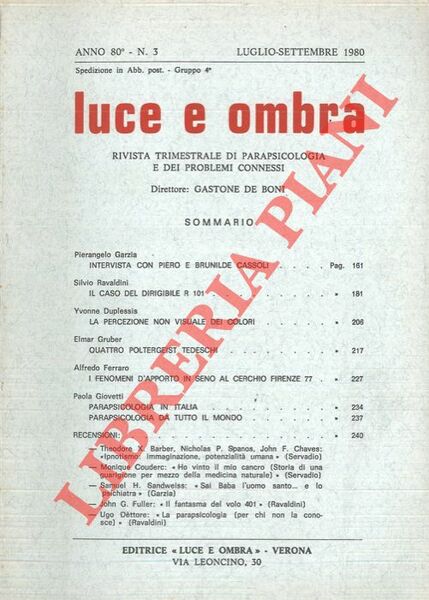 ANNO 80° - N. 3 LUGLIO-SETTEMBRE 1980
Spedizione in Abb. post. - Gruppo 4°
luce e ombra
RIVISTA TRIMESTRALE DI PARAPSICOLOGIA
E DEI PROBLEMI CONNESSI
Direttore: GASTONE DE BONI
SOMMARIO
Pierangelo Garzia
INTERVISTA CON PIERO E BRUNILDE CASSOLI . . . . . Pag. 161
Silvio Ravaldini
IL CASO DEL DIRIGIBILE R 101 . . . . . » 181
Yvonne Duplessis
LA PERCEZIONE NON VISUALE DEI COLORI . . . . . » 206
Elmar Gruber
QUATTRO POLTERGEIST TEDESCHI . . . . . » 217
Alfredo Ferraro
I FENOMENI D'APPORTO IN SENO AL CERCHIO FIRENZE 77 . . » 227
Paola Giovetti
PARAPSICOLOGIA IN ITALIA . . . . . » 234
PARAPSICOLOGIA DA TUTTO IL MONDO . . . . . » 237
RECENSIONI: . . . . . » 240
— Theodore X. Barber, Nicholas P. Spanos, John F. Chaves:
«Ipnotismo: immaginazione, potenzialità umana» (Servadio)
— Monique Couderc: «Ho vinto il mio cancro (Storia di una
guarigione per mezzo della medicina naturale)» (Servadio)
— Samuel H. Sandweiss: «Sai Baba l'uomo santo... e lo
psichiatra» (Garzia)
— John G. Fuller: «Il fantasma del volo 401» (Ravaldini)
— Ugo Dèttore: «La parapsicologia (per chi non la cono-
sce)» (Ravaldini)
EDITRICE «LUCE E OMBRA» - VERONA
VIA LEONCINO, 30
LIBRERIA PIANI